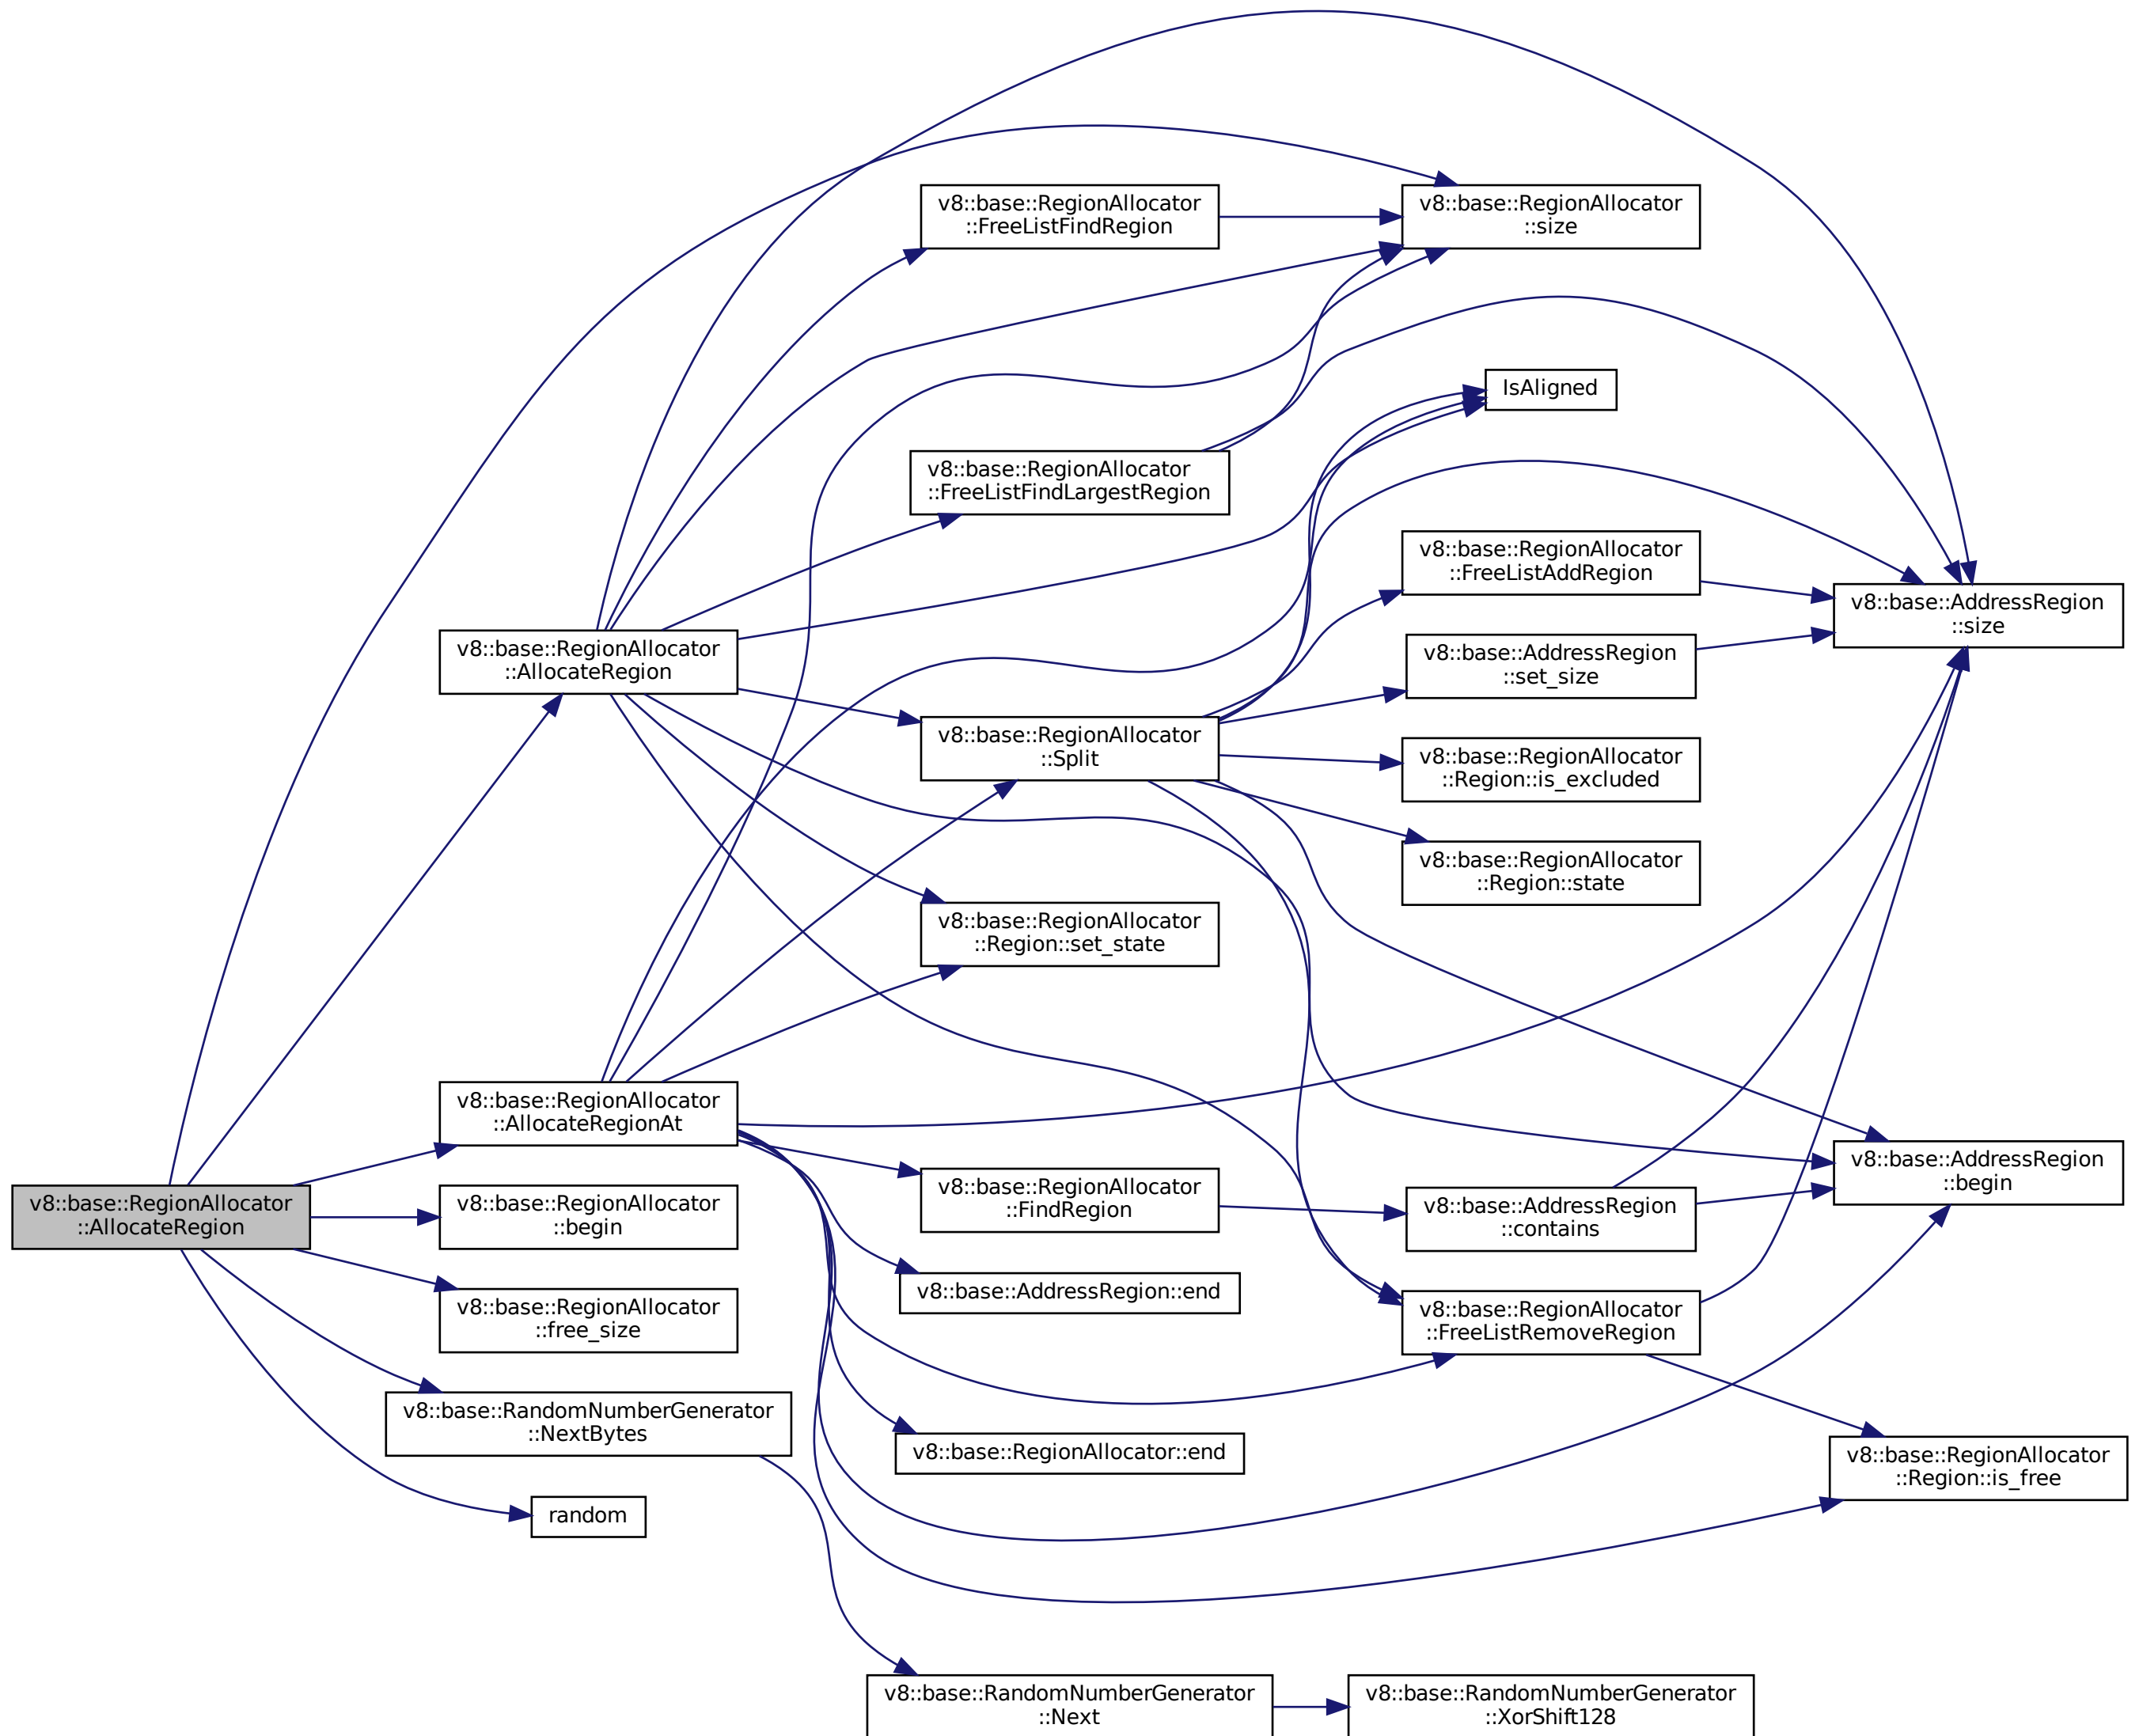 v8::base::RegionAllocator
::AllocateRegion
v8::base::RegionAllocator
::AllocateRegion
v8::base::RegionAllocator
::AllocateRegionAt
v8::base::RegionAllocator
::begin
v8::base::RegionAllocator
::free_size
v8::base::RandomNumberGenerator
::NextBytes
random
v8::base::RegionAllocator
::FreeListFindRegion
v8::base::RegionAllocator
::FreeListFindLargestRegion
v8::base::RegionAllocator
::Split
v8::base::RegionAllocator
::Region::set_state
v8::base::RegionAllocator
::FindRegion
v8::base::AddressRegion::end
v8::base::RegionAllocator::end
v8::base::RandomNumberGenerator
::Next
v8::base::RegionAllocator
::size
IsAligned
v8::base::RegionAllocator
::FreeListAddRegion
v8::base::AddressRegion
::set_size
v8::base::RegionAllocator
::Region::is_excluded
v8::base::RegionAllocator
::Region::state
v8::base::AddressRegion
::contains
v8::base::RegionAllocator
::FreeListRemoveRegion
v8::base::RandomNumberGenerator
::XorShift128
v8::base::AddressRegion
::size
v8::base::AddressRegion
::begin
v8::base::RegionAllocator
::Region::is_free